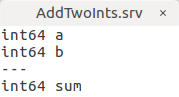 AddTwoInts.srv ×
int64 a
int64 b
---
int64 sum